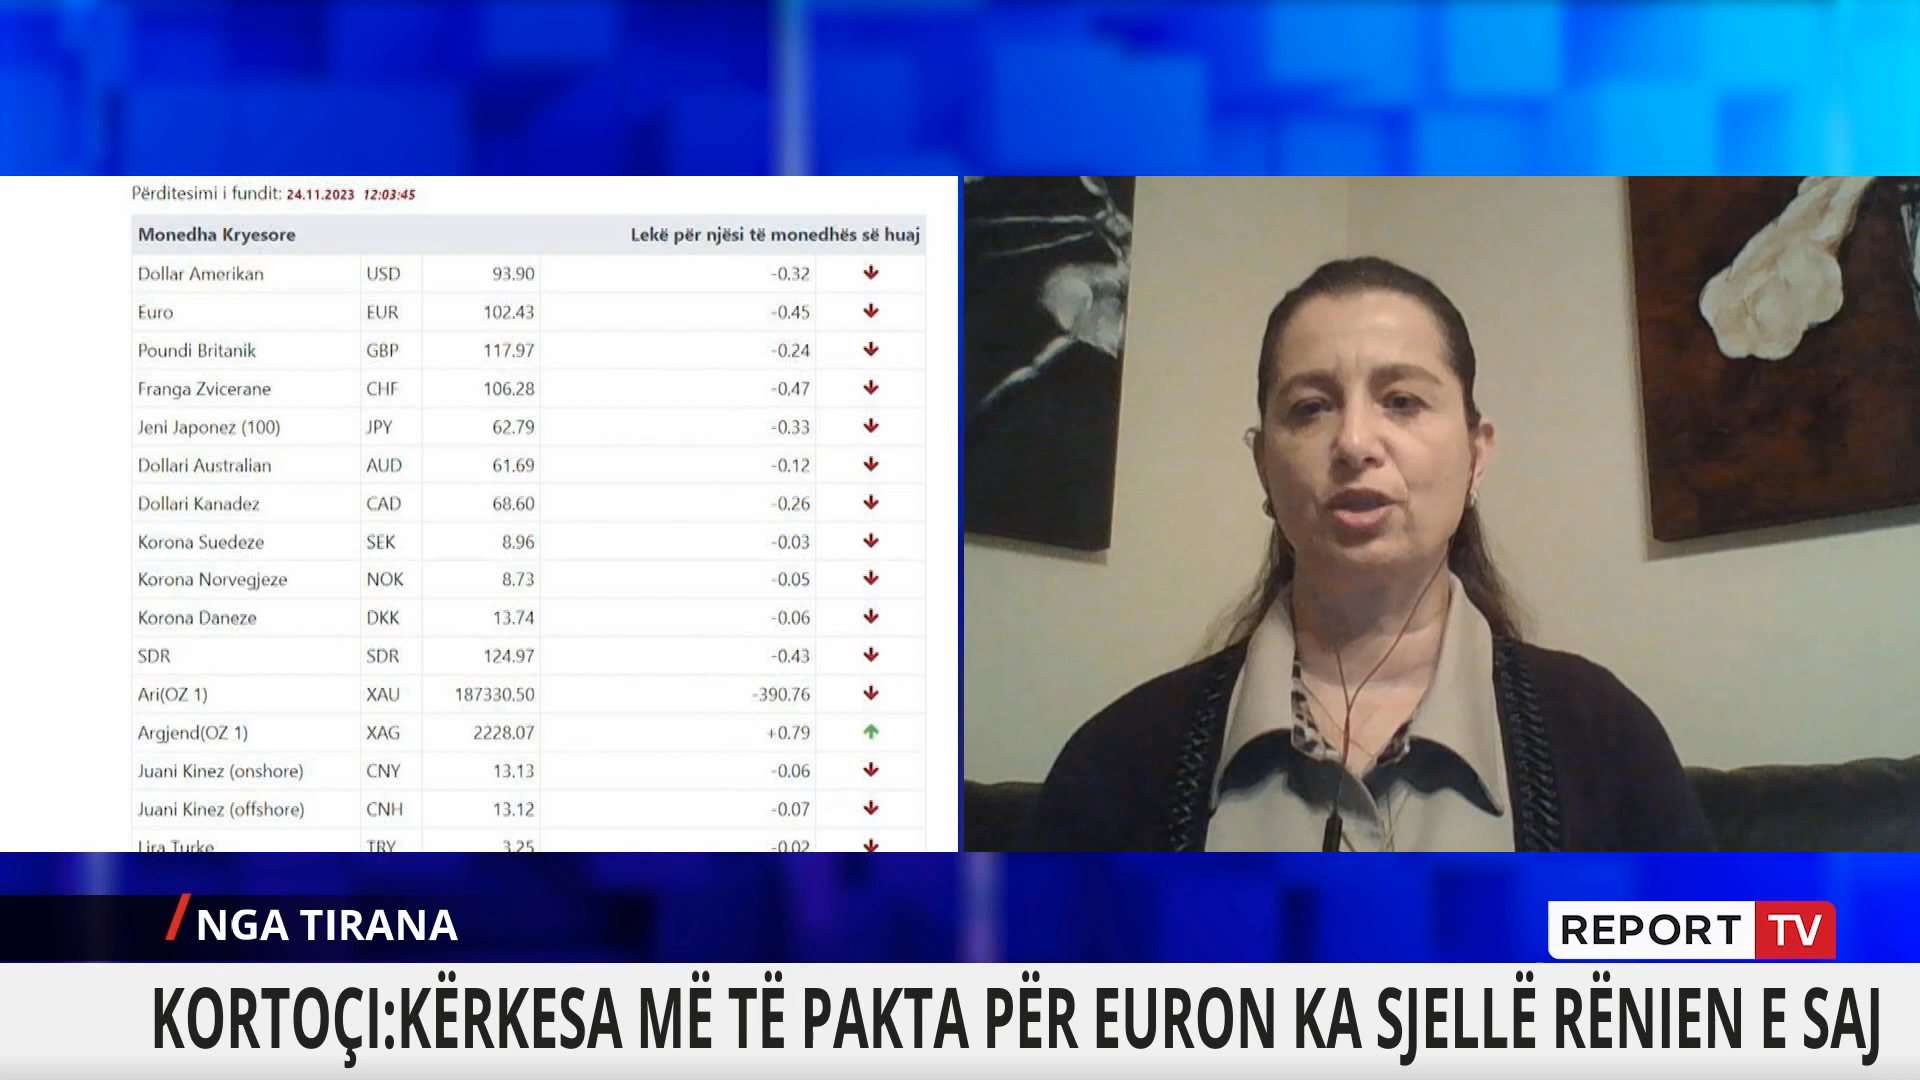 Përditesimi i fundit: 24.11.2023 12:03:45
Monedha Kryesore Lekë për njësi të monedhës së huaj
Dollar Amerikan USD 93.90 -0.32
Euro EUR 102.43 -0.45
Poundi Britanik GBP 117.97 -0.24
Franga Zvicerane CHF 106.28 -0.47
Jeni Japonez (100) JPY 62.79 -0.33
Dollari Australian AUD 61.69 -0.12
Dollari Kanadez CAD 68.60 -0.26
Korona Suedeze SEK 8.96 -0.03
Korona Norvegjeze NOK 8.73 -0.05
Korona Daneze DKK 13.74 -0.06
SDR SDR 124.97 -0.43
Ari(OZ 1) XAU 187330.50 -390.76
Argjend(OZ 1) XAG 2228.07 +0.79
Juani Kinez (onshore) CNY 13.13 -0.06
Juani Kinez (offshore) CNH 13.12 -0.07
Lira Turke TRY 3.25 -0.02
NGA TIRANA
REPORT TV
KORTOÇI:KËRKESA MË TË PAKTA PËR EURON KA SJELLË RËNIEN E SAJ